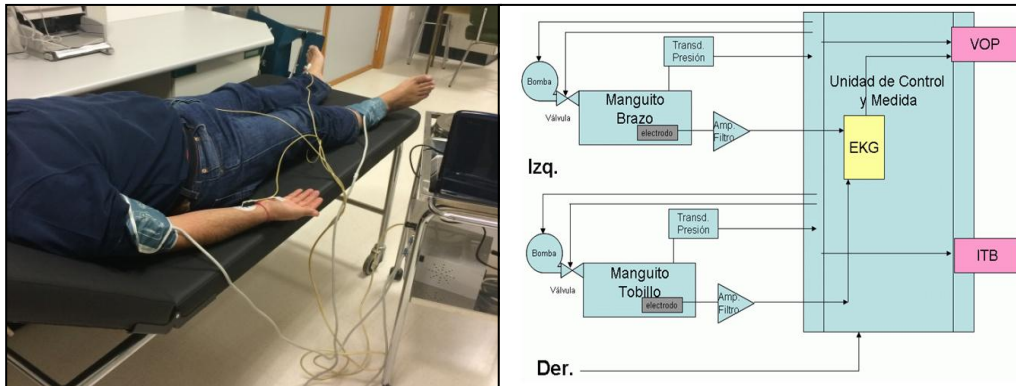 Bomba
Válvula
Transd.
Presión
Manguito
Brazo
electrodo
Amp.
Filtro
Izq.
Unidad de Control
y Medida
EKG
VOP
ITB
Bomba
Válvula
Transd.
Presión
Manguito
Tobillo
electrodo
Amp.
Filtro
Der.